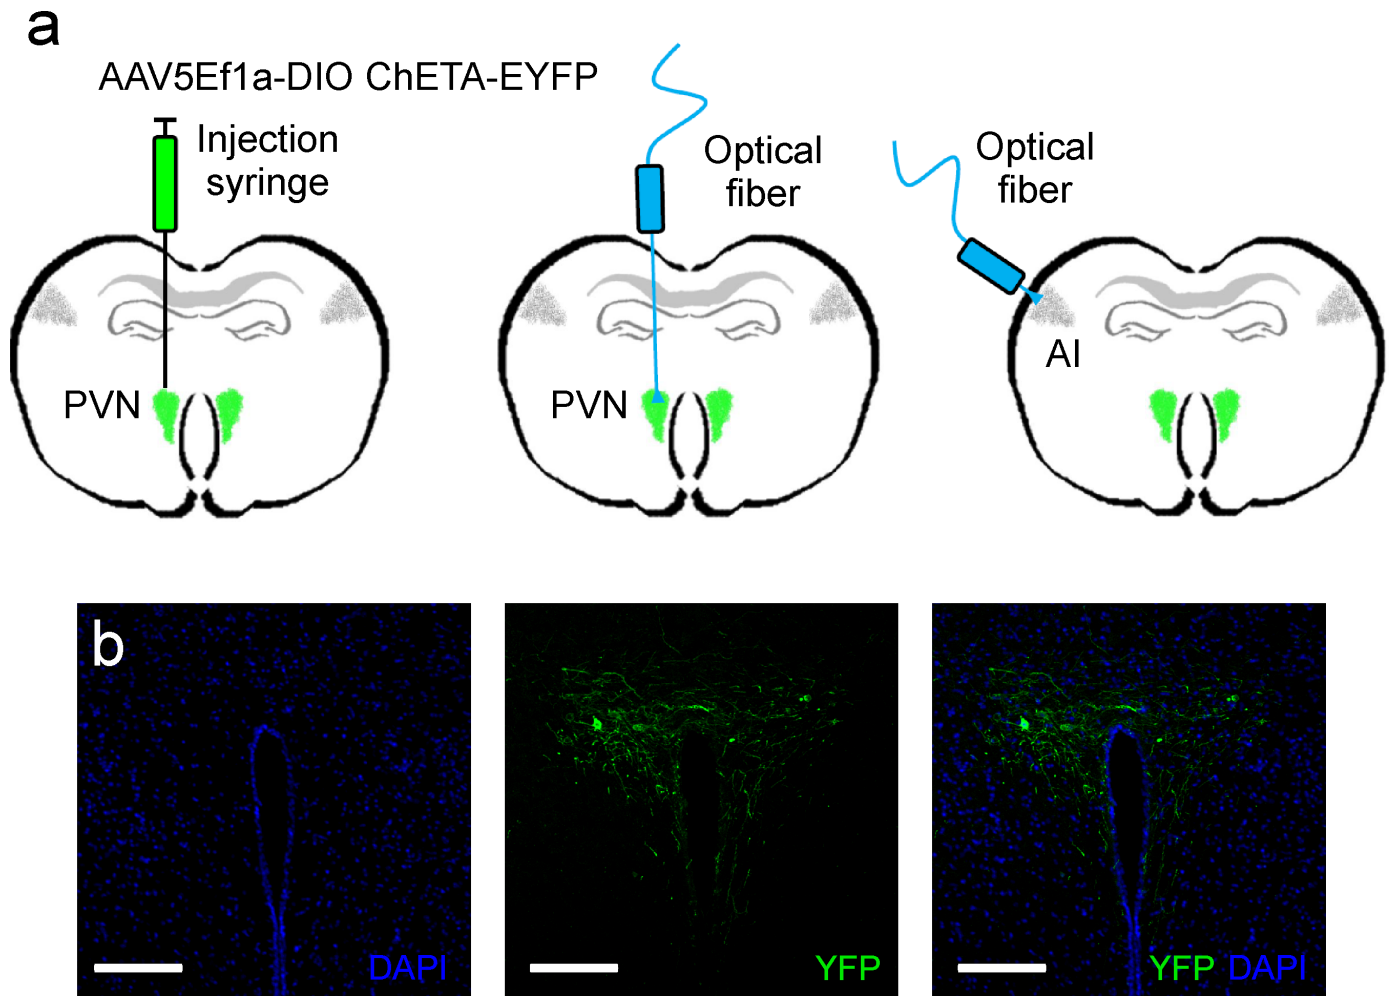 a
AAV5Ef1a-DIO ChETA-EYFP
Injection
syringe
Optical
fiber
Optical
fiber
PVN
PVN
AI
b
DAPI
YFP
YFP DAPI